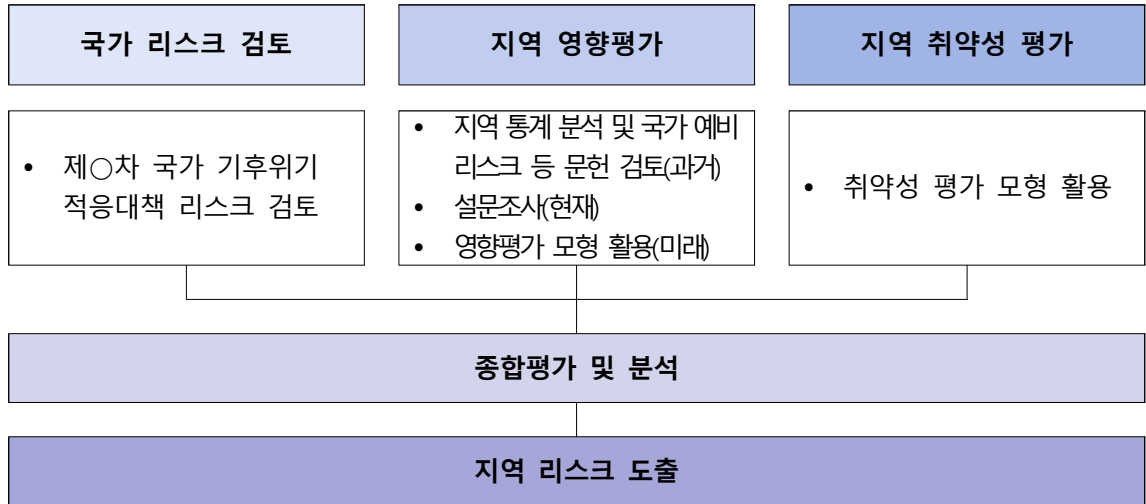 국가 리스크 검토
지역 영향평가
지역 취약성 평가
• 제○차 국가 기후위기
적응대책 리스크 검토
• 지역 통계 분석 및 국가 예비
리스크 등 문헌 검토(과거)
• 설문조사(현재)
• 영향평가 모형 활용(미래)
• 취약성 평가 모형 활용
종합평가 및 분석
지역 리스크 도출